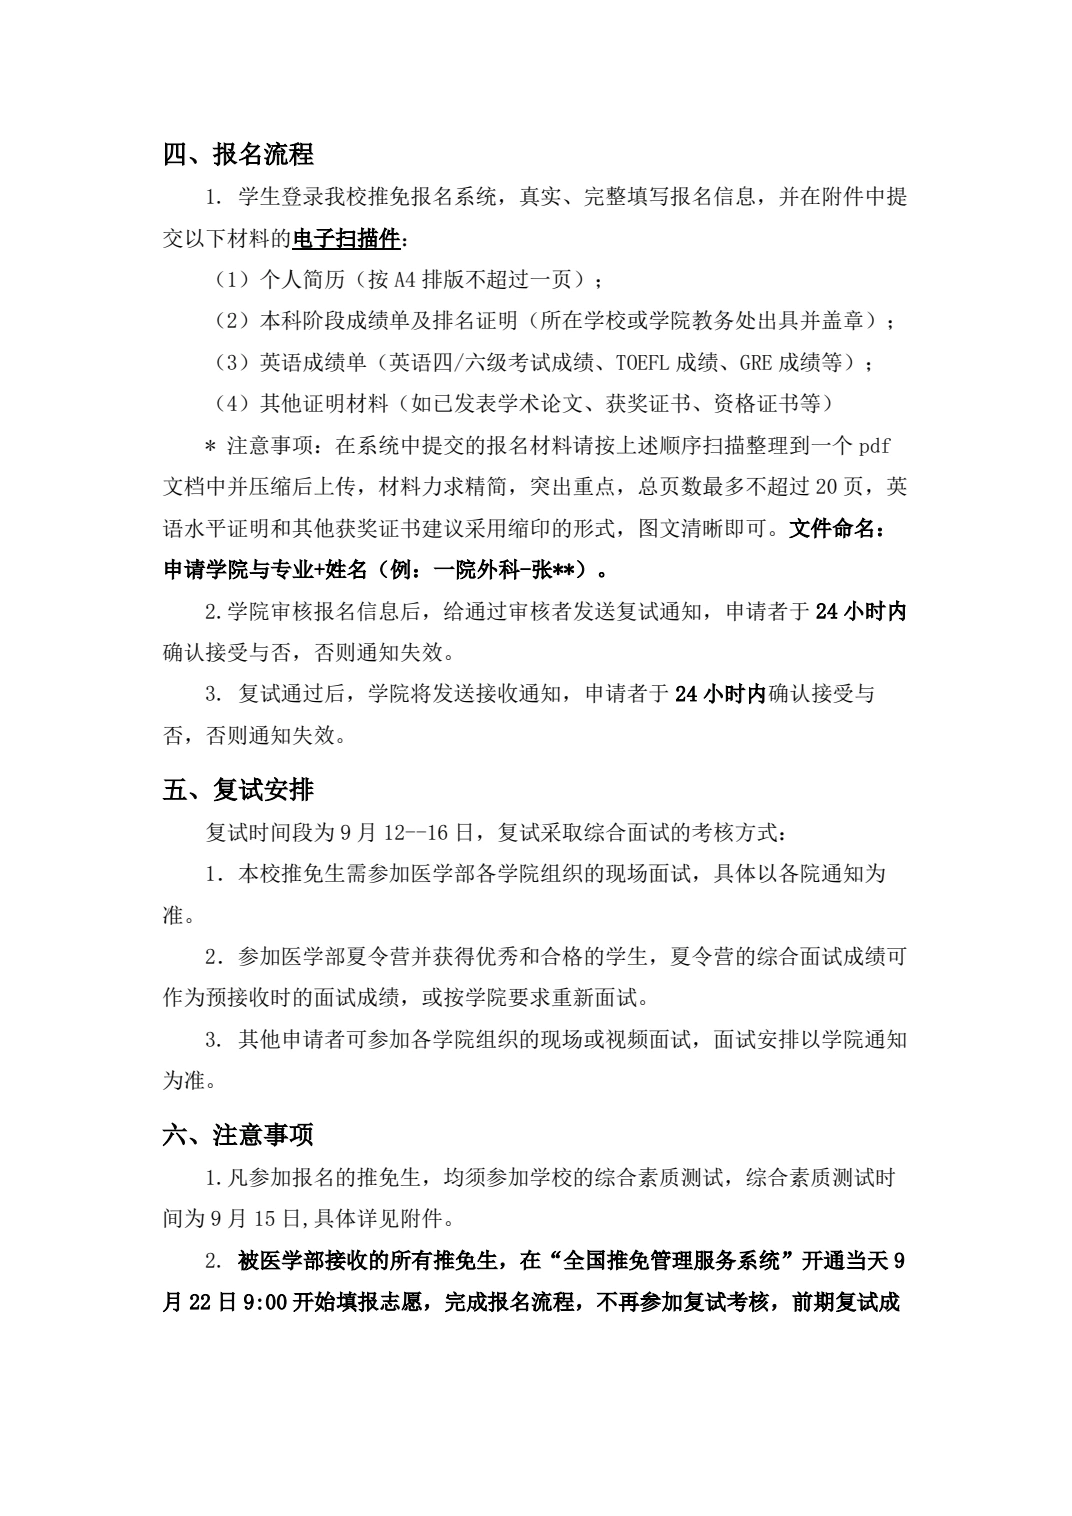 四、报名流程
1. 学生登录我校推免报名系统，真实、完整填写报名信息，并在附件中提
交以下材料的电子扫描件：
（1）个人简历（按 A4 排版不超过一页）；
（2）本科阶段成绩单及排名证明（所在学校或学院教务处出具并盖章）；
（3）英语成绩单（英语四/六级考试成绩、TOEFL 成绩、GRE 成绩等）；
（4）其他证明材料（如已发表学术论文、获奖证书、资格证书等）
* 注意事项：在系统中提交的报名材料请按上述顺序扫描整理到一个 pdf
文档中并压缩后上传，材料力求精简，突出重点，总页数最多不超过 20 页，英
语水平证明和其他获奖证书建议采用缩印的形式，图文清晰即可。文件命名：
申请学院与专业+姓名（例：一院外科-张**）。
2.学院审核报名信息后，给通过审核者发送复试通知，申请者于 24 小时内
确认接受与否，否则通知失效。
3. 复试通过后，学院将发送接收通知，申请者于 24 小时内确认接受与
否，否则通知失效。
五、复试安排
复试时间段为 9 月 12--16 日，复试采取综合面试的考核方式：
1. 本校推免生需参加医学部各学院组织的现场面试，具体以各院通知为
准。
2. 参加医学部夏令营并获得优秀和合格的学生，夏令营的综合面试成绩可
作为预接收时的面试成绩，或按学院要求重新面试。
3. 其他申请者可参加各学院组织的现场或视频面试，面试安排以学院通知
为准。
六、注意事项
1.凡参加报名的推免生，均须参加学校的综合素质测试，综合素质测试时
间为 9 月 15 日,具体详见附件。
2. 被医学部接收的所有推免生，在“全国推免管理服务系统”开通当天 9
月 22 日 9:00 开始填报志愿，完成报名流程，不再参加复试考核，前期复试成